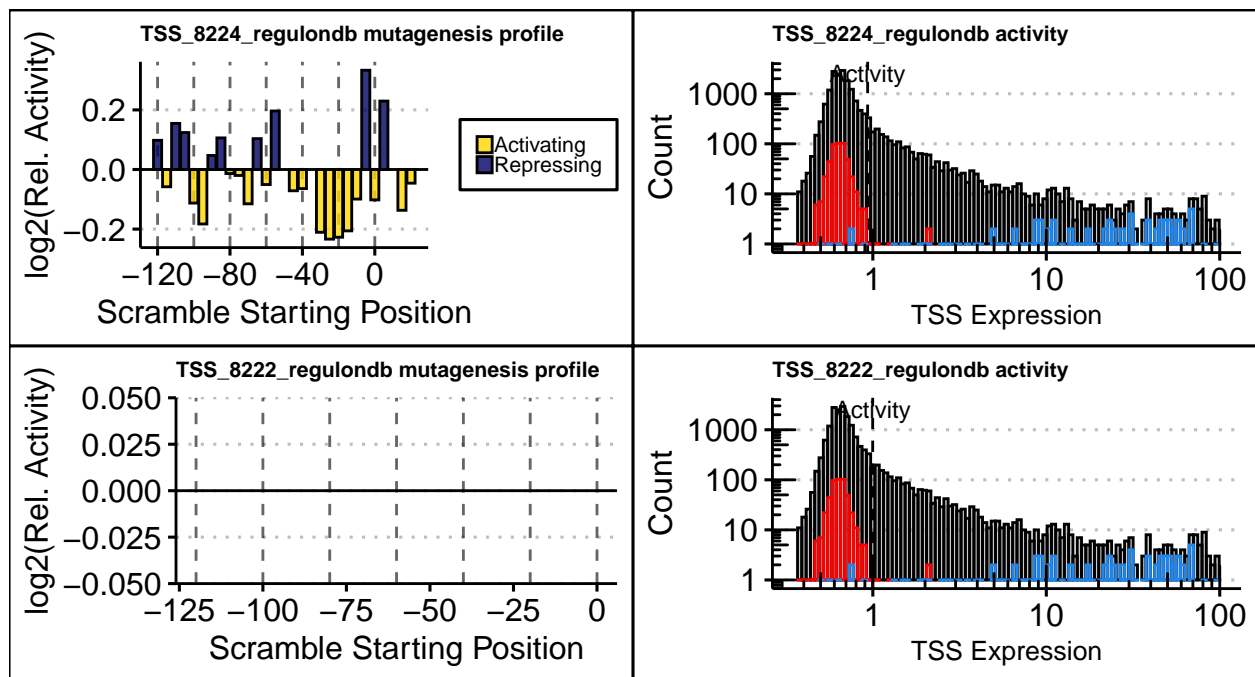 TSS_8224_regulondb mutagenesis profile
log2(Rel. Activity)
0.2
0.0
−0.2
−120
−80
−40
0
Scramble Starting Position
Activating
Repressing
TSS_8224_regulondb activity
Activity
Count
1000
100
10
1
1
10
100
TSS Expression
TSS_8222_regulondb mutagenesis profile
log2(Rel. Activity)
0.050
0.025
0.000
−0.025
−0.050
−125
−100
−75
−50
−25
0
Scramble Starting Position
TSS_8222_regulondb activity
Activity
Count
1000
100
10
1
1
10
100
TSS Expression